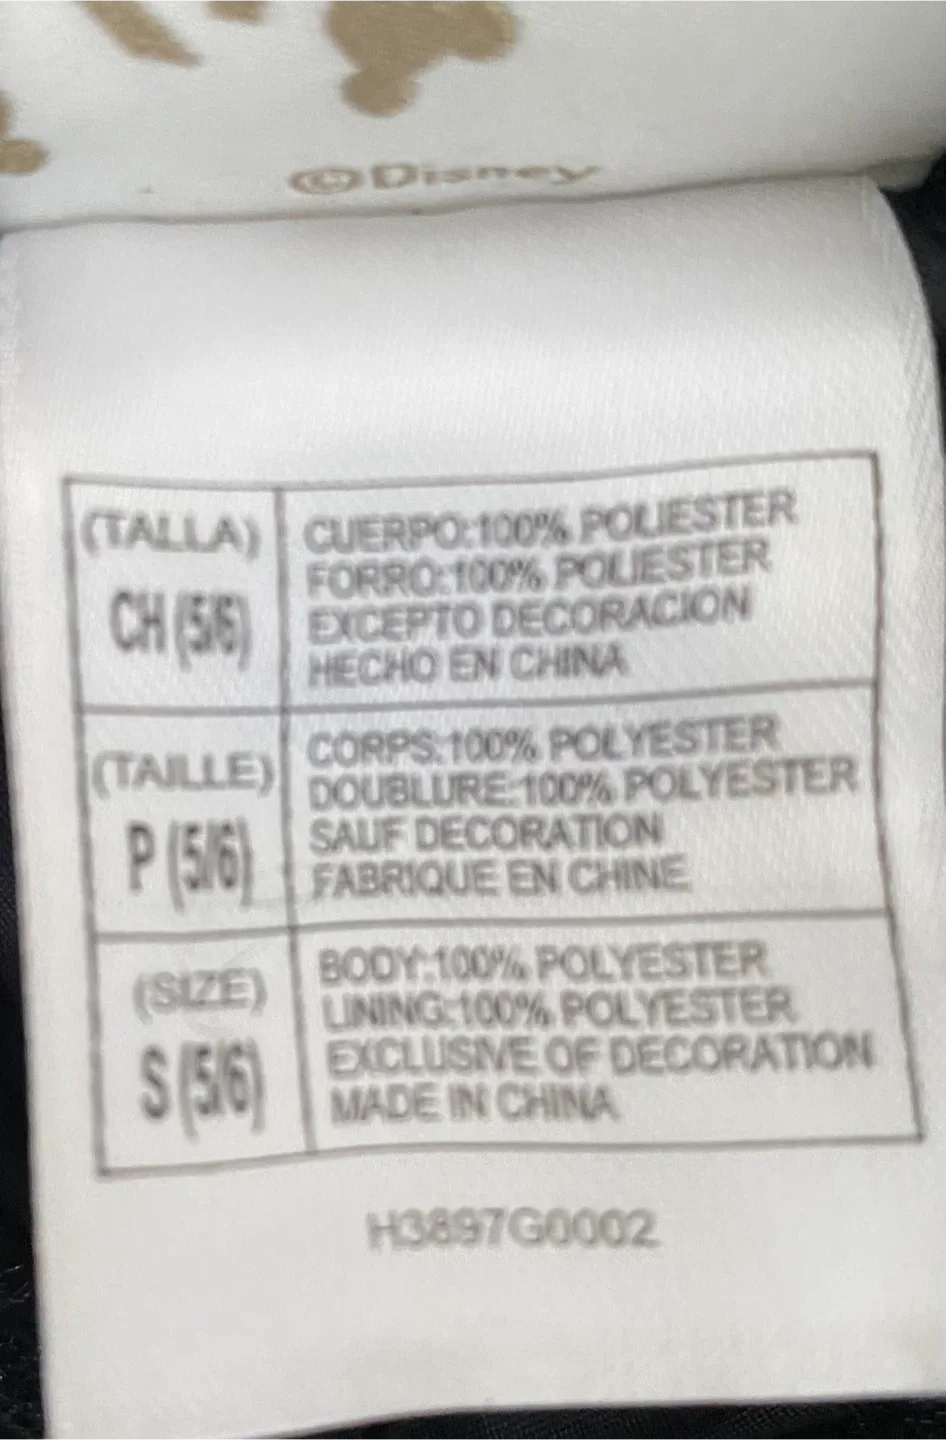 ©Disney
(TALLA)
CH (5/6)
CUERPO:100% POLIESTER
FORRO:100% POLIESTER
EXCEPTO DECORACION
HECHO EN CHINA
(TAILLE)
P (5/6)
CORPS:100% POLYESTER
DOUBLURE:100% POLYESTER
SAUF DECORATION
FABRIQUE EN CHINE
(SIZE)
S (5/6)
BODY:100% POLYESTER
LINING:100% POLYESTER
EXCLUSIVE OF DECORATION
MADE IN CHINA
H3897G0002